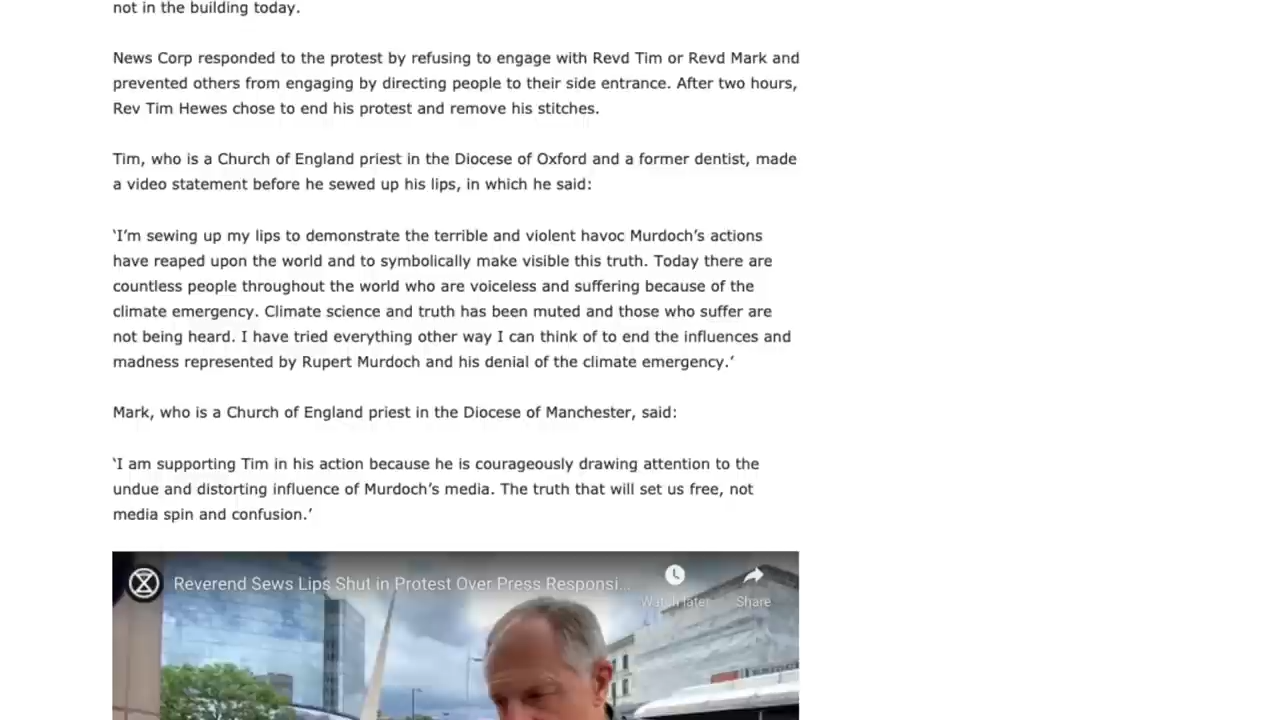 not in the building today.
News Corp responded to the protest by refusing to engage with Revd Tim or Revd Mark and
prevented others from engaging by directing people to their side entrance. After two hours,
Rev Tim Hewes chose to end his protest and remove his stitches.
Tim, who is a Church of England priest in the Diocese of Oxford and a former dentist, made
a video statement before he sewed up his lips, in which he said:
‘I’m sewing up my lips to demonstrate the terrible and violent havoc Murdoch’s actions
have reaped upon the world and to symbolically make visible this truth. Today there are
countless people throughout the world who are voiceless and suffering because of the
climate emergency. Climate science and truth has been muted and those who suffer are
not being heard. I have tried everything other way I can think of to end the influences and
madness represented by Rupert Murdoch and his denial of the climate emergency.’
Mark, who is a Church of England priest in the Diocese of Manchester, said:
‘I am supporting Tim in his action because he is courageously drawing attention to the
undue and distorting influence of Murdoch’s media. The truth that will set us free, not
media spin and confusion.’
Reverend Sews Lips Shut in Protest Over Press Responsi...
Watch later Share